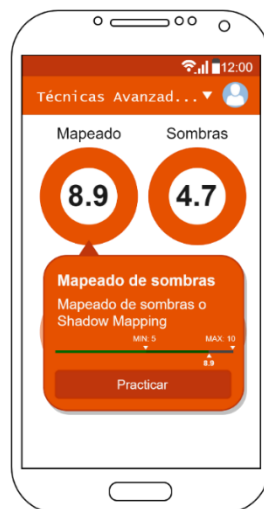 12:00
Técnicas Avanzad...
Mapeado Sombras
8.9 4.7
Mapeado de sombras
Mapeado de sombras o
Shadow Mapping
MIN: 5 MAX: 10
8.9
Practicar